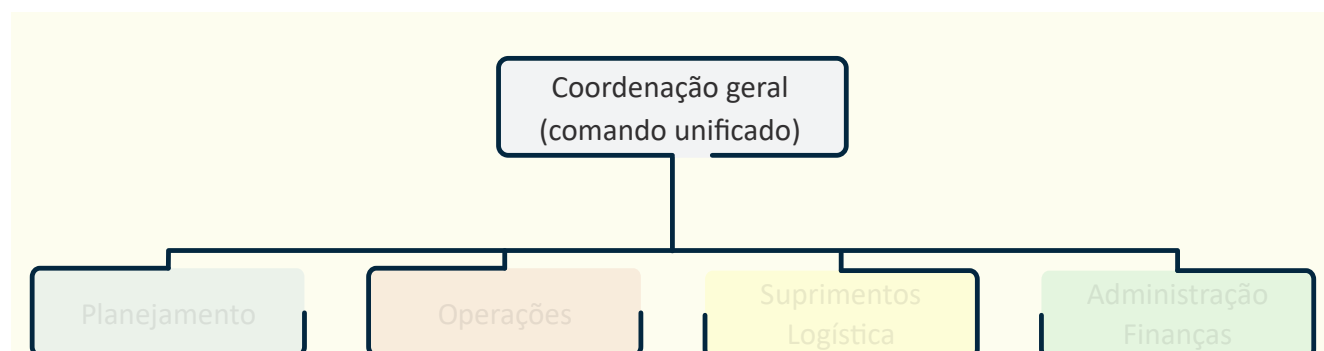 Coordenação geral
(comando unificado)
Planejamento
Operações
Suprimentos
Logística
Administração
Finanças